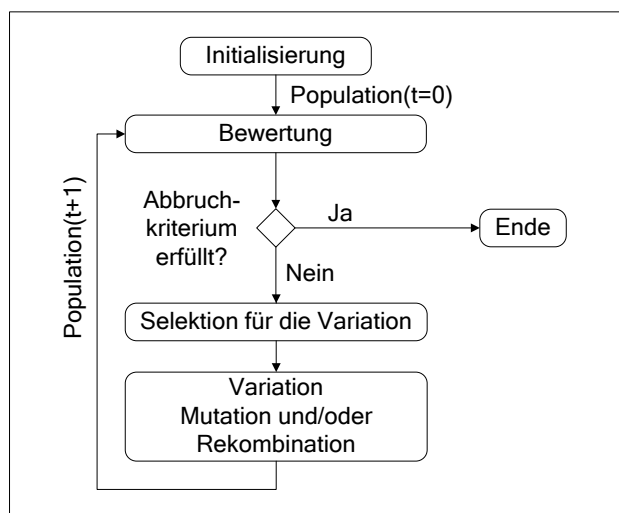 Initialisierung
Population(t=0)
Bewertung
Population(t+1)
Abbruch-
kriterium
erfüllt?
Ja
Ende
Nein
Selektion für die Variation
Variation
Mutation und/oder
Rekombination